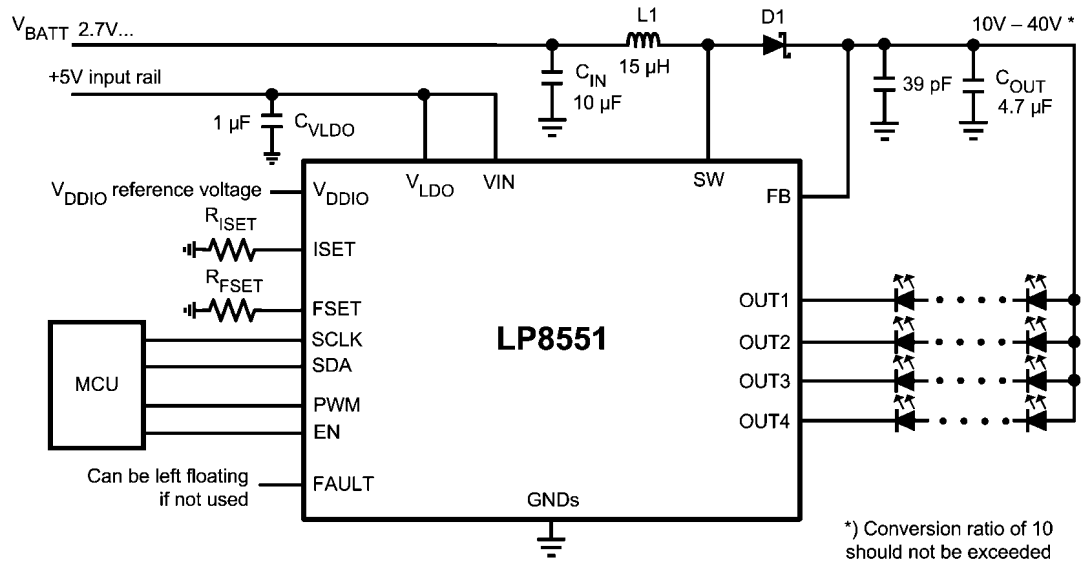 VBATT 2.7V...
L1
D1
10V – 40V *
15 µH
+5V input rail
CIN
10 µF
39 pF
COUT
4.7 µF
1 µF
CVLDO
VLDO
VIN
SW
VDDIO reference voltage
VDDIO
FB
RISET
ISET
RFSET
FSET
OUT1
SCLK
LP8551
OUT2
SDA
MCU
OUT3
PWM
OUT4
EN
Can be left floating
if not used
FAULT
GNDs
*) Conversion ratio of 10
should not be exceeded